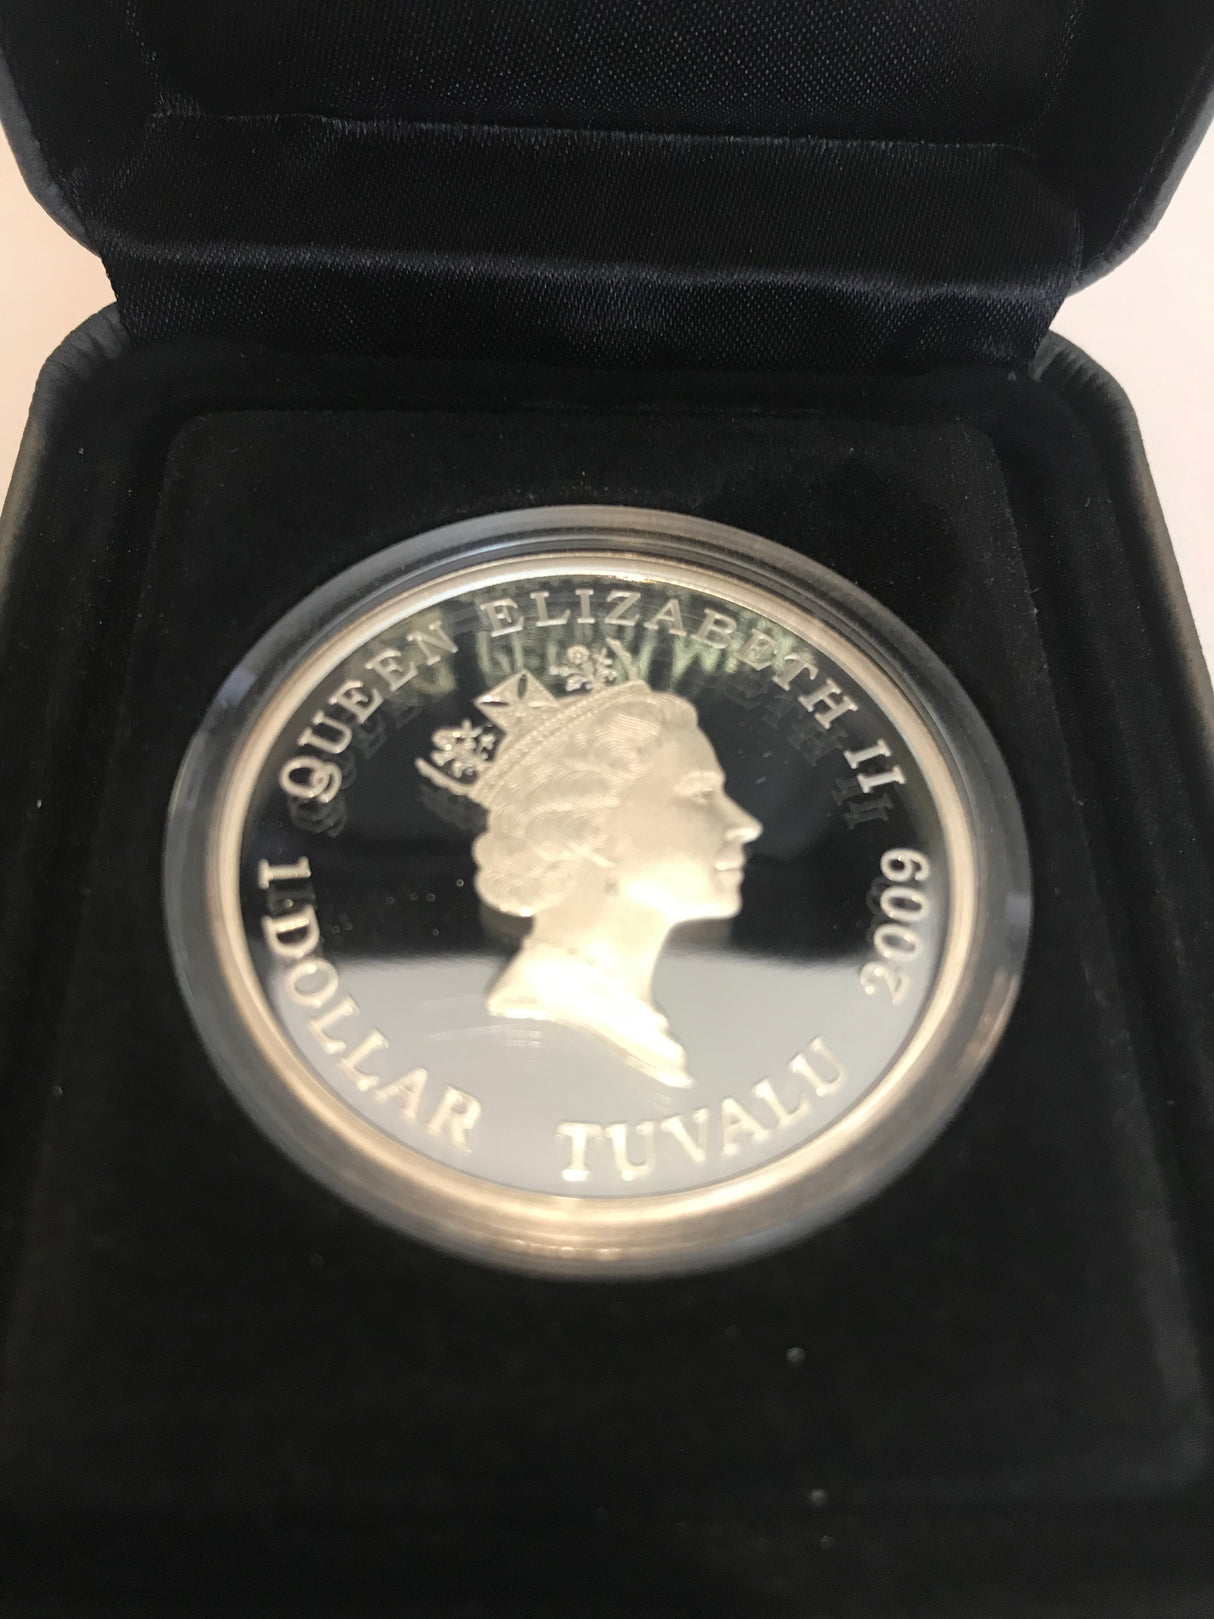 QUEEN ELIZABETH II
2009
1 DOLLAR
TUVALU